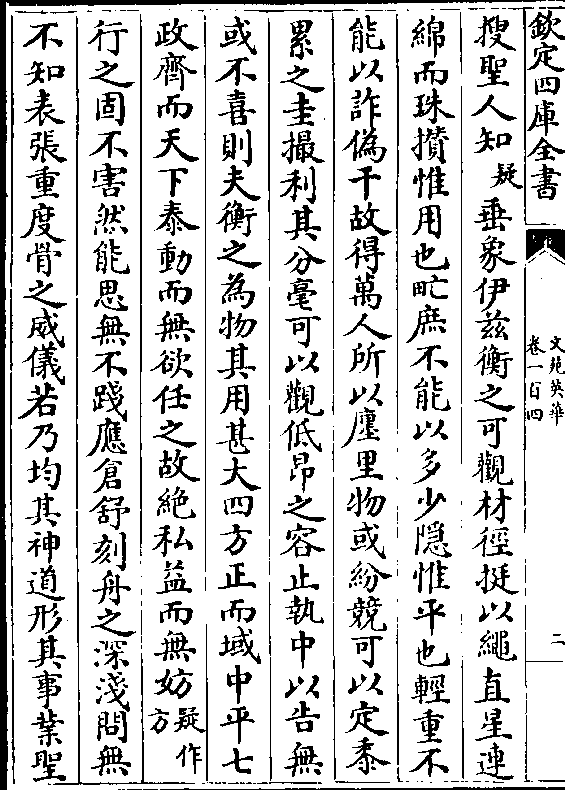 欽定四庫全書
文苑英華
卷一百四
二
搜聖人知疑垂象伊兹衡之可觀材徑挺以繩直星連
綿而珠攢惟用也甿庶不能以多少隠惟平也輕重不
能以詐偽干故得萬人所以廛里物或紛競可以定黍
累之圭撮利其分毫可以觀低昂之容止執中以告無
或不喜則夫衡之為物其用甚大四方正而域中平七
政齊而天下泰動而無欲任之故絶私益而無妨疑作方
行之固不害然能思無不踐應倉舒刻舟之深淺問無
不知表張重度骨之威儀若乃均其神道形其事業聖